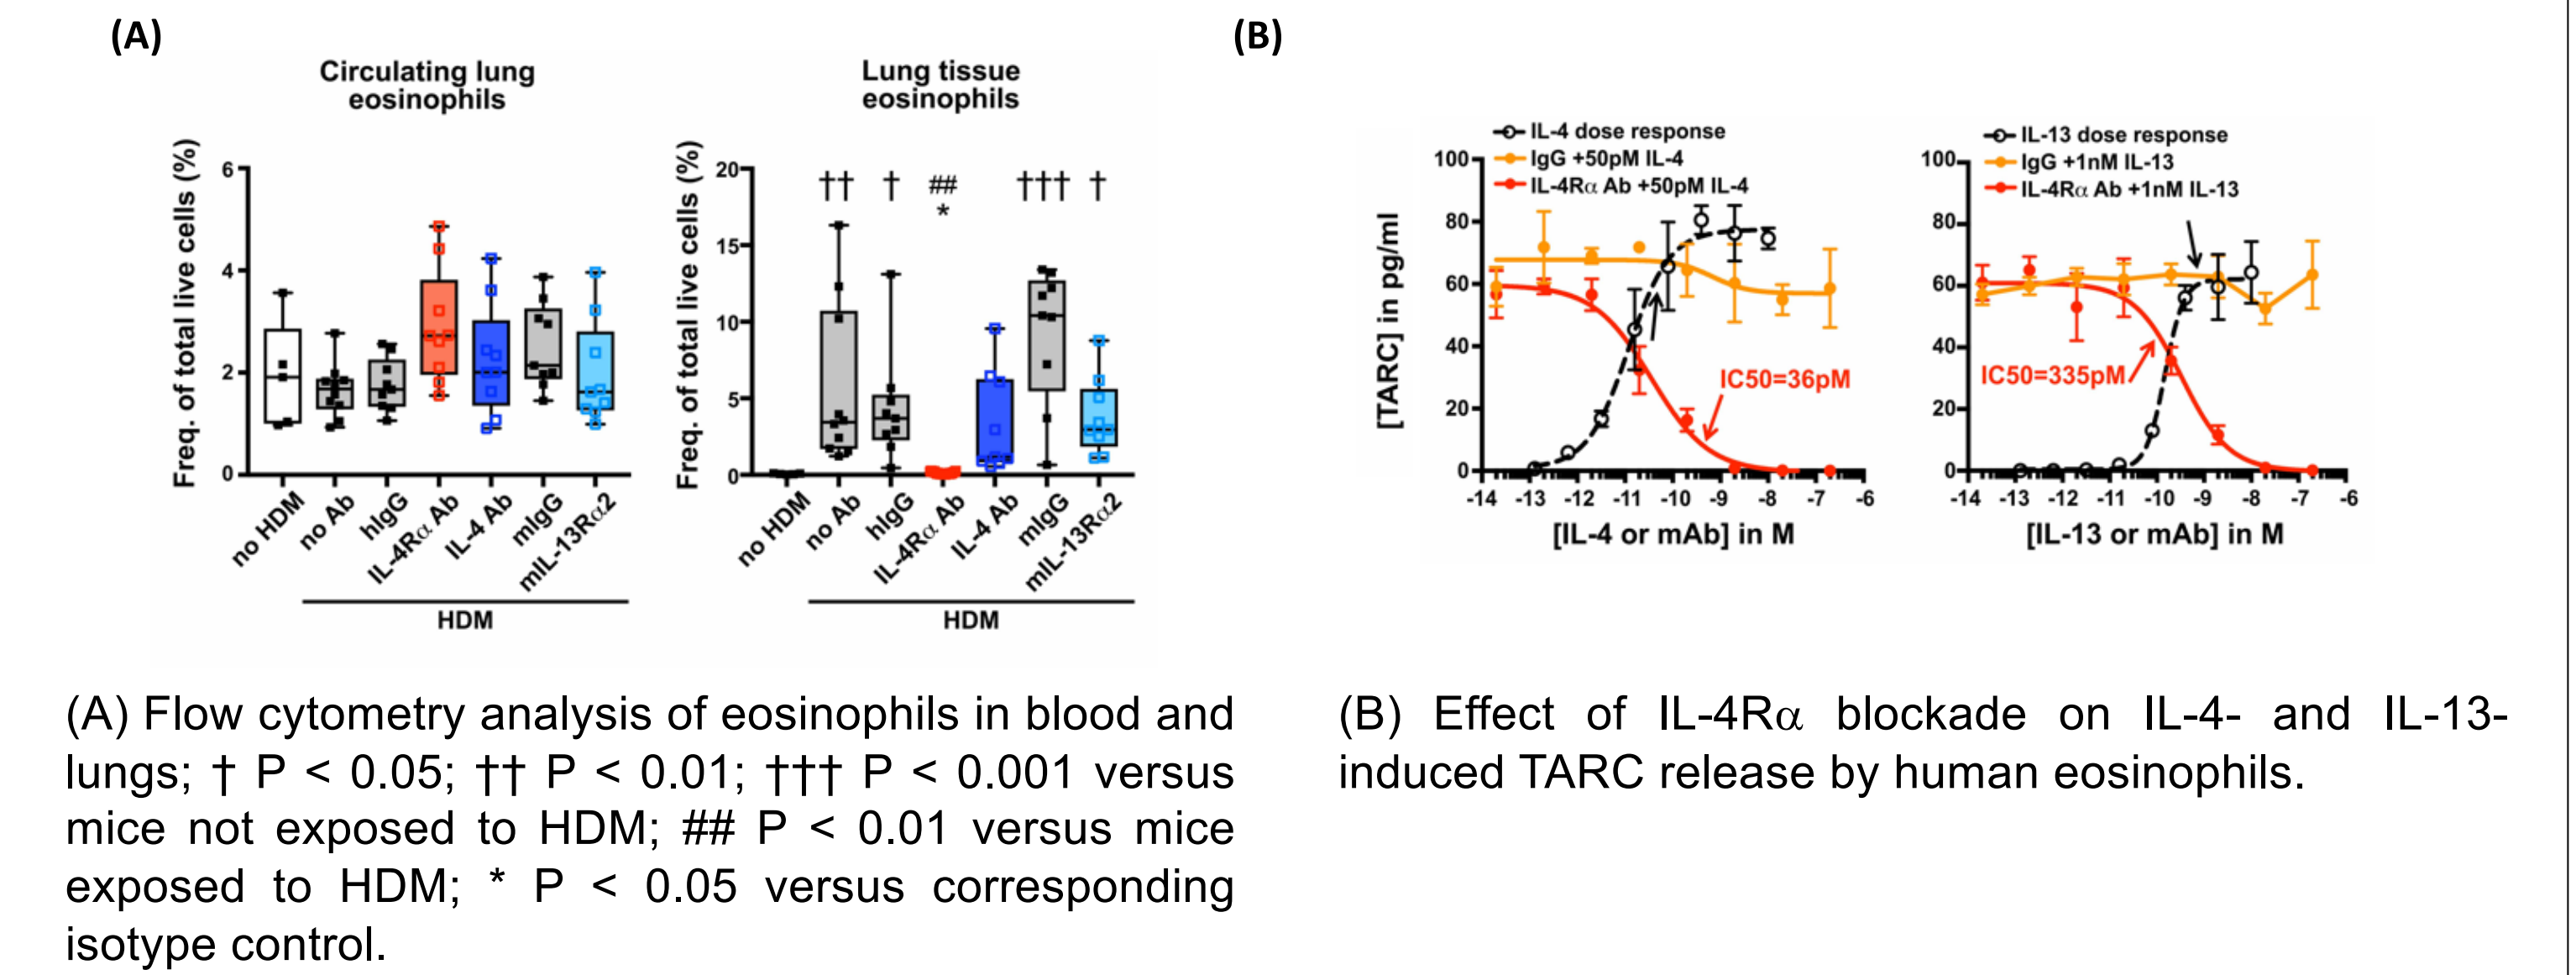 (A)
Circulating lung
eosinophils
Freq. of total live cells (%)
6
4
2
0
no HDM
no Ab
hIgG
IL-4Rα Ab
IL-4 Ab
mIgG
mIL-13Rα2
HDM
Lung tissue
eosinophils
Freq. of total live cells (%)
20
15
10
5
0
††
†
##
*
†††
†
no HDM
no Ab
hIgG
IL-4Rα Ab
IL-4 Ab
mIgG
mIL-13Rα2
HDM
(A) Flow cytometry analysis of eosinophils in blood and
lungs; † P < 0.05; †† P < 0.01; ††† P < 0.001 versus
mice not exposed to HDM; ## P < 0.01 versus mice
exposed to HDM; * P < 0.05 versus corresponding
isotype control.
(B)
IL-4 dose response
IgG +50pM IL-4
IL-4Rα Ab +50pM IL-4
[TARC] in pg/ml
100
80
60
40
20
0
IC50=36pM
-14 -13 -12 -11 -10 -9 -8 -7 -6
[IL-4 or mAb] in M
IL-13 dose response
IgG +1nM IL-13
IL-4Rα Ab +1nM IL-13
100
80
60
40
20
0
IC50=335pM
-14 -13 -12 -11 -10 -9 -8 -7 -6
[IL-13 or mAb] in M
(B) Effect of IL-4Rα blockade on IL-4- and IL-13-
induced TARC release by human eosinophils.